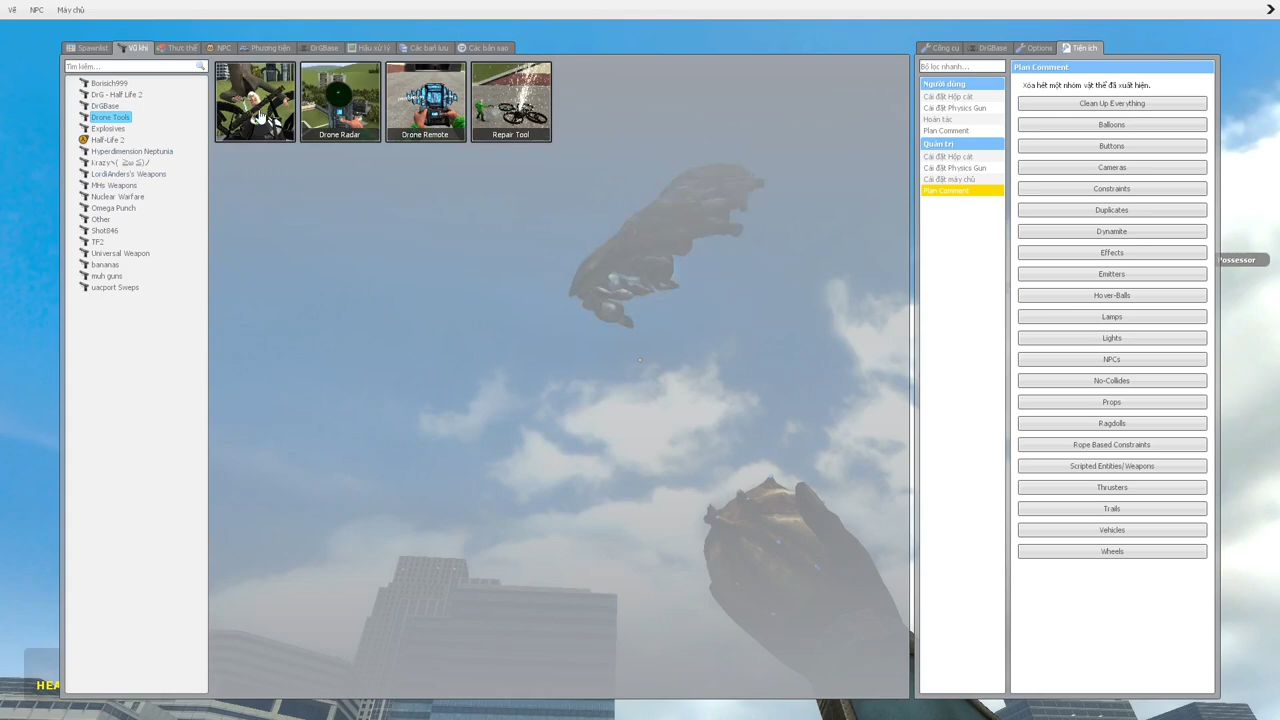 Vẽ NPC Máy chủ
Spawnlist Vũ khí Thực thể NPC Phương tiện DrGBase Hậu xử lý Các bản lưu Các bản sao
Công cụ DrGBase Options Tiện ích
Tìm kiếm...
Borisich999
DrG - Half Life 2
DrGBase
Drone Tools
Explosives
Half-Life 2
Hyperdimension Neptunia
LordiAnders's Weapons
MHs Weapons
Nuclear Warfare
Omega Punch
Other
Shot846
TF2
Universal Weapon
bananas
muh guns
uacport Sweps
Drone Radar
Drone Remote
Repair Tool
Bộ lọc nhanh...
Người dùng
Cài đặt Hộp cát
Cài đặt Physics Gun
Hoán tác
Plan Comment
Quản trị
Cài đặt Hộp cát
Cài đặt Physics Gun
Cài đặt máy chủ
Plan Comment
Plan Comment
Xóa hết một nhóm vật thể đã xuất hiện.
Clean Up Everything
Balloons
Buttons
Cameras
Constraints
Duplicates
Dynamite
Effects
Emitters
Hover-Balls
Lamps
Lights
NPCs
No-Collides
Props
Ragdolls
Rope Based Constraints
Scripted Entities/Weapons
Thrusters
Trails
Vehicles
Wheels
Possessor
HEA